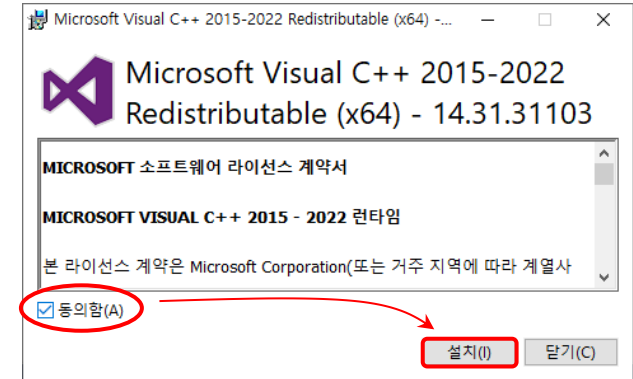 Microsoft Visual C++ 2015-2022 Redistributable (x64) -...
Microsoft Visual C++ 2015-2022
Redistributable (x64) - 14.31.31103
MICROSOFT 소프트웨어 라이선스 계약서
MICROSOFT VISUAL C++ 2015 - 2022 런타임
본 라이선스 계약은 Microsoft Corporation(또는 거주 지역에 따라 계열사
동의함(A)
설치(I) 닫기(C)